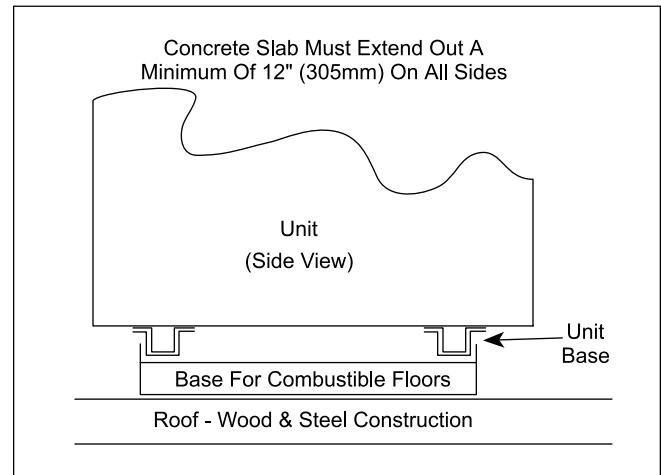 Concrete Slab Must Extend Out A
Minimum Of 12" (305mm) On All Sides
Unit
(Side View)
Unit
Base
Base For Combustible Floors
Roof - Wood & Steel Construction